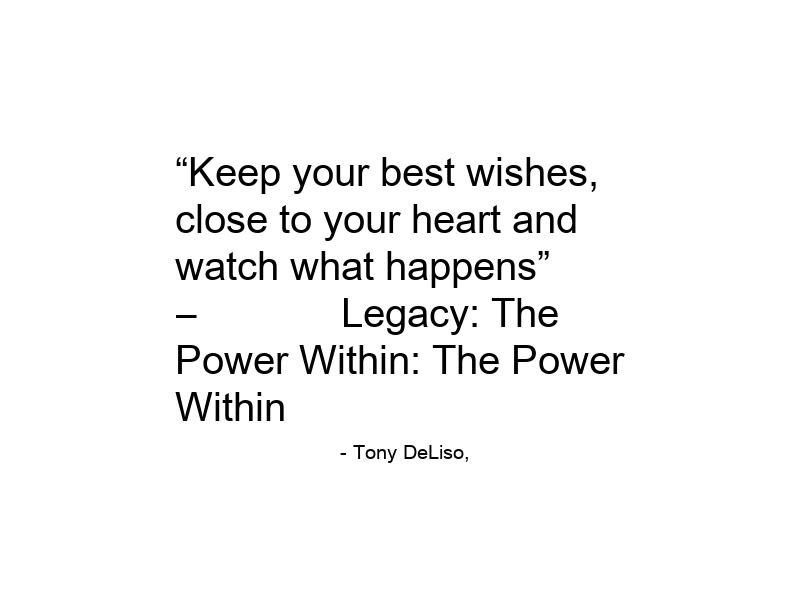 “Keep your best wishes,
close to your heart and
watch what happens”
– Legacy: The
Power Within: The Power
Within
- Tony DeLiso,